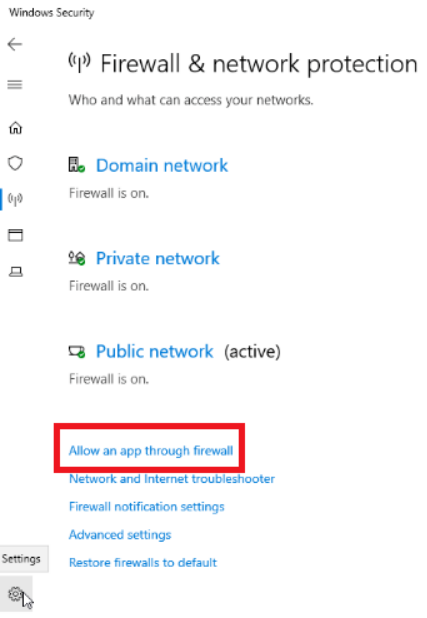 Windows Security
Firewall & network protection
Who and what can access your networks.
Domain network
Firewall is on.
Private network
Firewall is on.
Public network (active)
Firewall is on.
Allow an app through firewall
Network and Internet troubleshooter
Firewall notification settings
Advanced settings
Settings
Restore firewalls to default